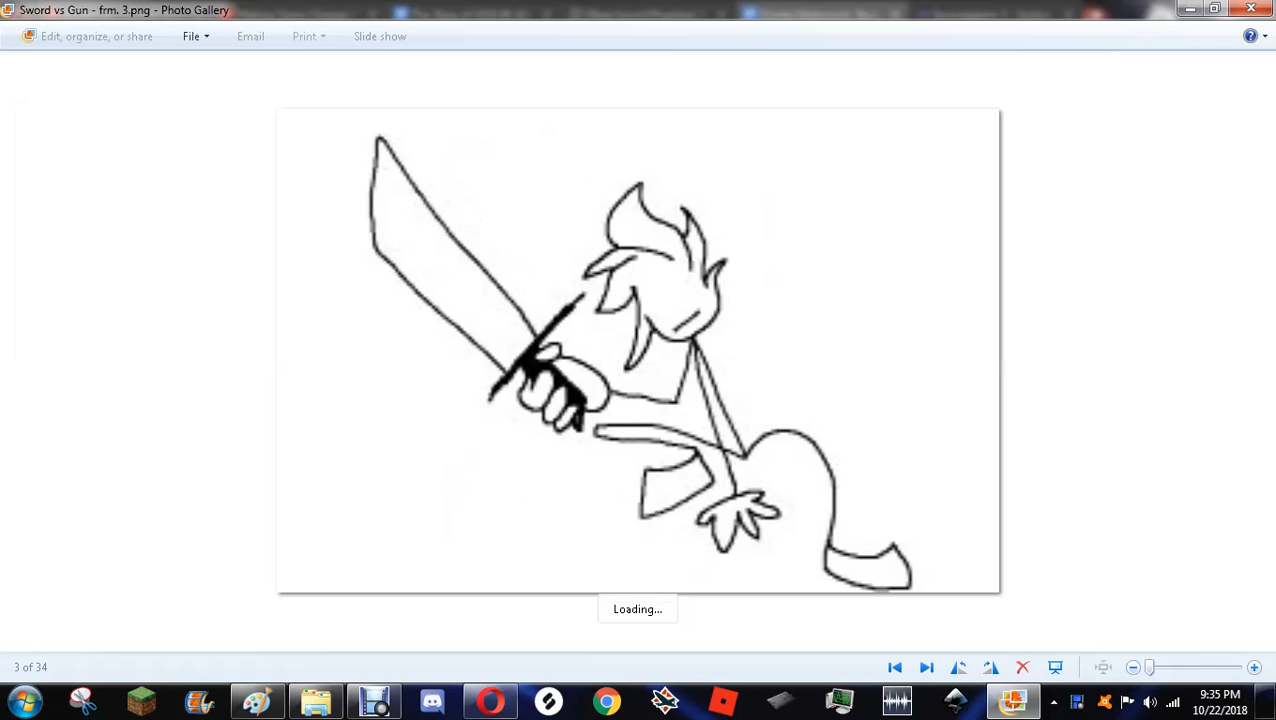 Sword vs Gun - frm. 3.png - Photo Gallery
Edit, organize, or share File Email Print Slide show
Loading...
3 of 34
9:35 PM
10/22/2018